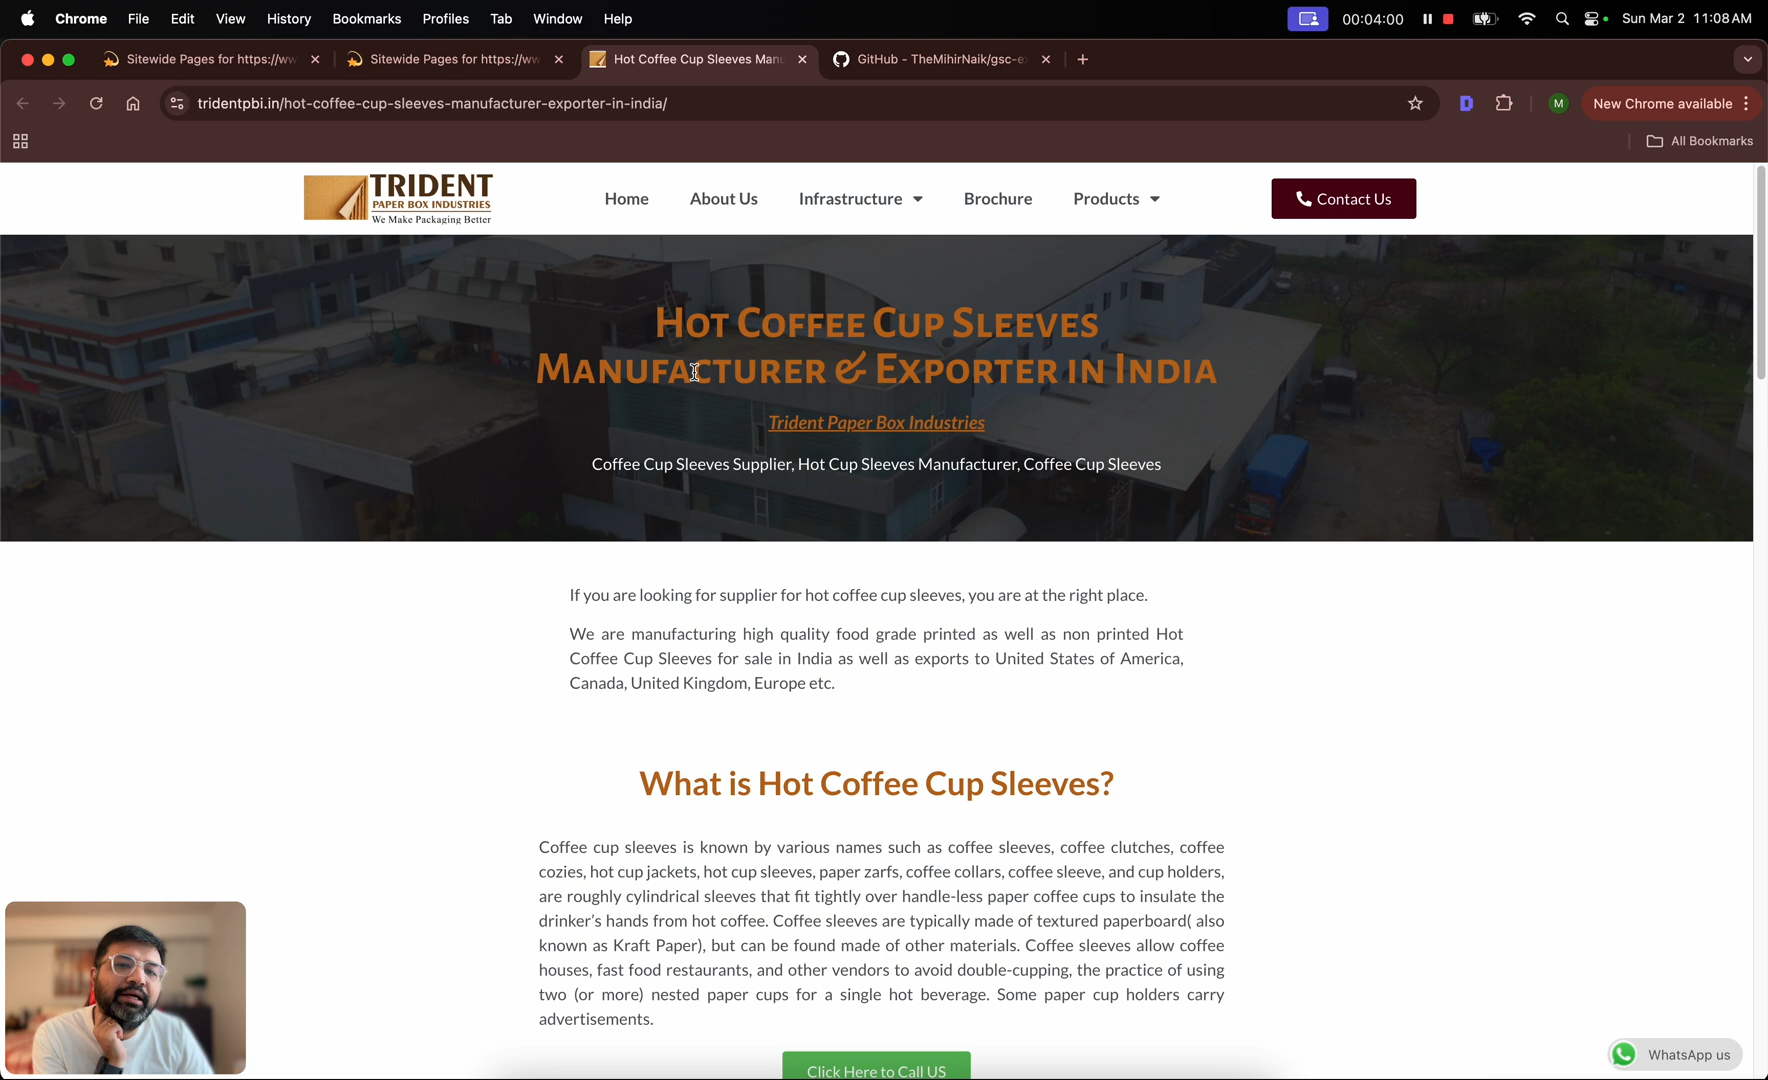 Chrome File Edit View History Bookmarks Profiles Tab Window Help 00:04:00 Sun Mar 2 11:08 AM
Sitewide Pages for https://ww Sitewide Pages for https://ww Hot Coffee Cup Sleeves Man GitHub - TheMihirNaik/gsc-e
tridentpbi.in/hot-coffee-cup-sleeves-manufacturer-exporter-in-india/ D M New Chrome available
All Bookmarks
TRIDENT
PAPER BOX INDUSTRIES
We Make Packaging Better
Home About Us Infrastructure Brochure Products Contact Us
Hot Coffee Cup Sleeves
Manufacturer & Exporter in India
Trident Paper Box Industries
Coffee Cup Sleeves Supplier, Hot Cup Sleeves Manufacturer, Coffee Cup Sleeves
If you are looking for supplier for hot coffee cup sleeves, you are at the right place.
We are manufacturing high quality food grade printed as well as non printed Hot
Coffee Cup Sleeves for sale in India as well as exports to United States of America,
Canada, United Kingdom, Europe etc.
What is Hot Coffee Cup Sleeves?
Coffee cup sleeves is known by various names such as coffee sleeves, coffee clutches, coffee
cozies, hot cup jackets, hot cup sleeves, paper zarfs, coffee collars, coffee sleeve, and cup holders,
are roughly cylindrical sleeves that fit tightly over handle-less paper coffee cups to insulate the
drinker's hands from hot coffee. Coffee sleeves are typically made of textured paperboard( also
known as Kraft Paper), but can be found made of other materials. Coffee sleeves allow coffee
houses, fast food restaurants, and other vendors to avoid double-cupping, the practice of using
two (or more) nested paper cups for a single hot beverage. Some paper cup holders carry
advertisements.
Click Here to Call US
WhatsApp us